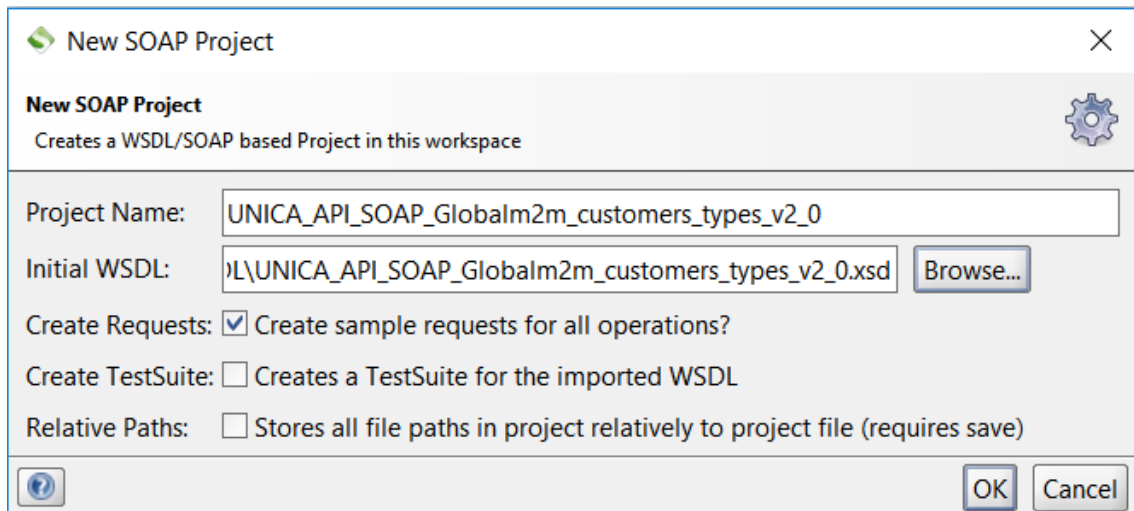 New SOAP Project
New SOAP Project
Creates a WSDL/SOAP based Project in this workspace
Project Name: UNICA_API_SOAP_Globalm2m_customers_types_v2_0
Initial WSDL: L\UNICA_API_SOAP_Globalm2m_customers_types_v2_0.xsd Browse...
Create Requests: Create sample requests for all operations?
Create TestSuite: Creates a TestSuite for the imported WSDL
Relative Paths: Stores all file paths in project relatively to project file (requires save)
? OK Cancel